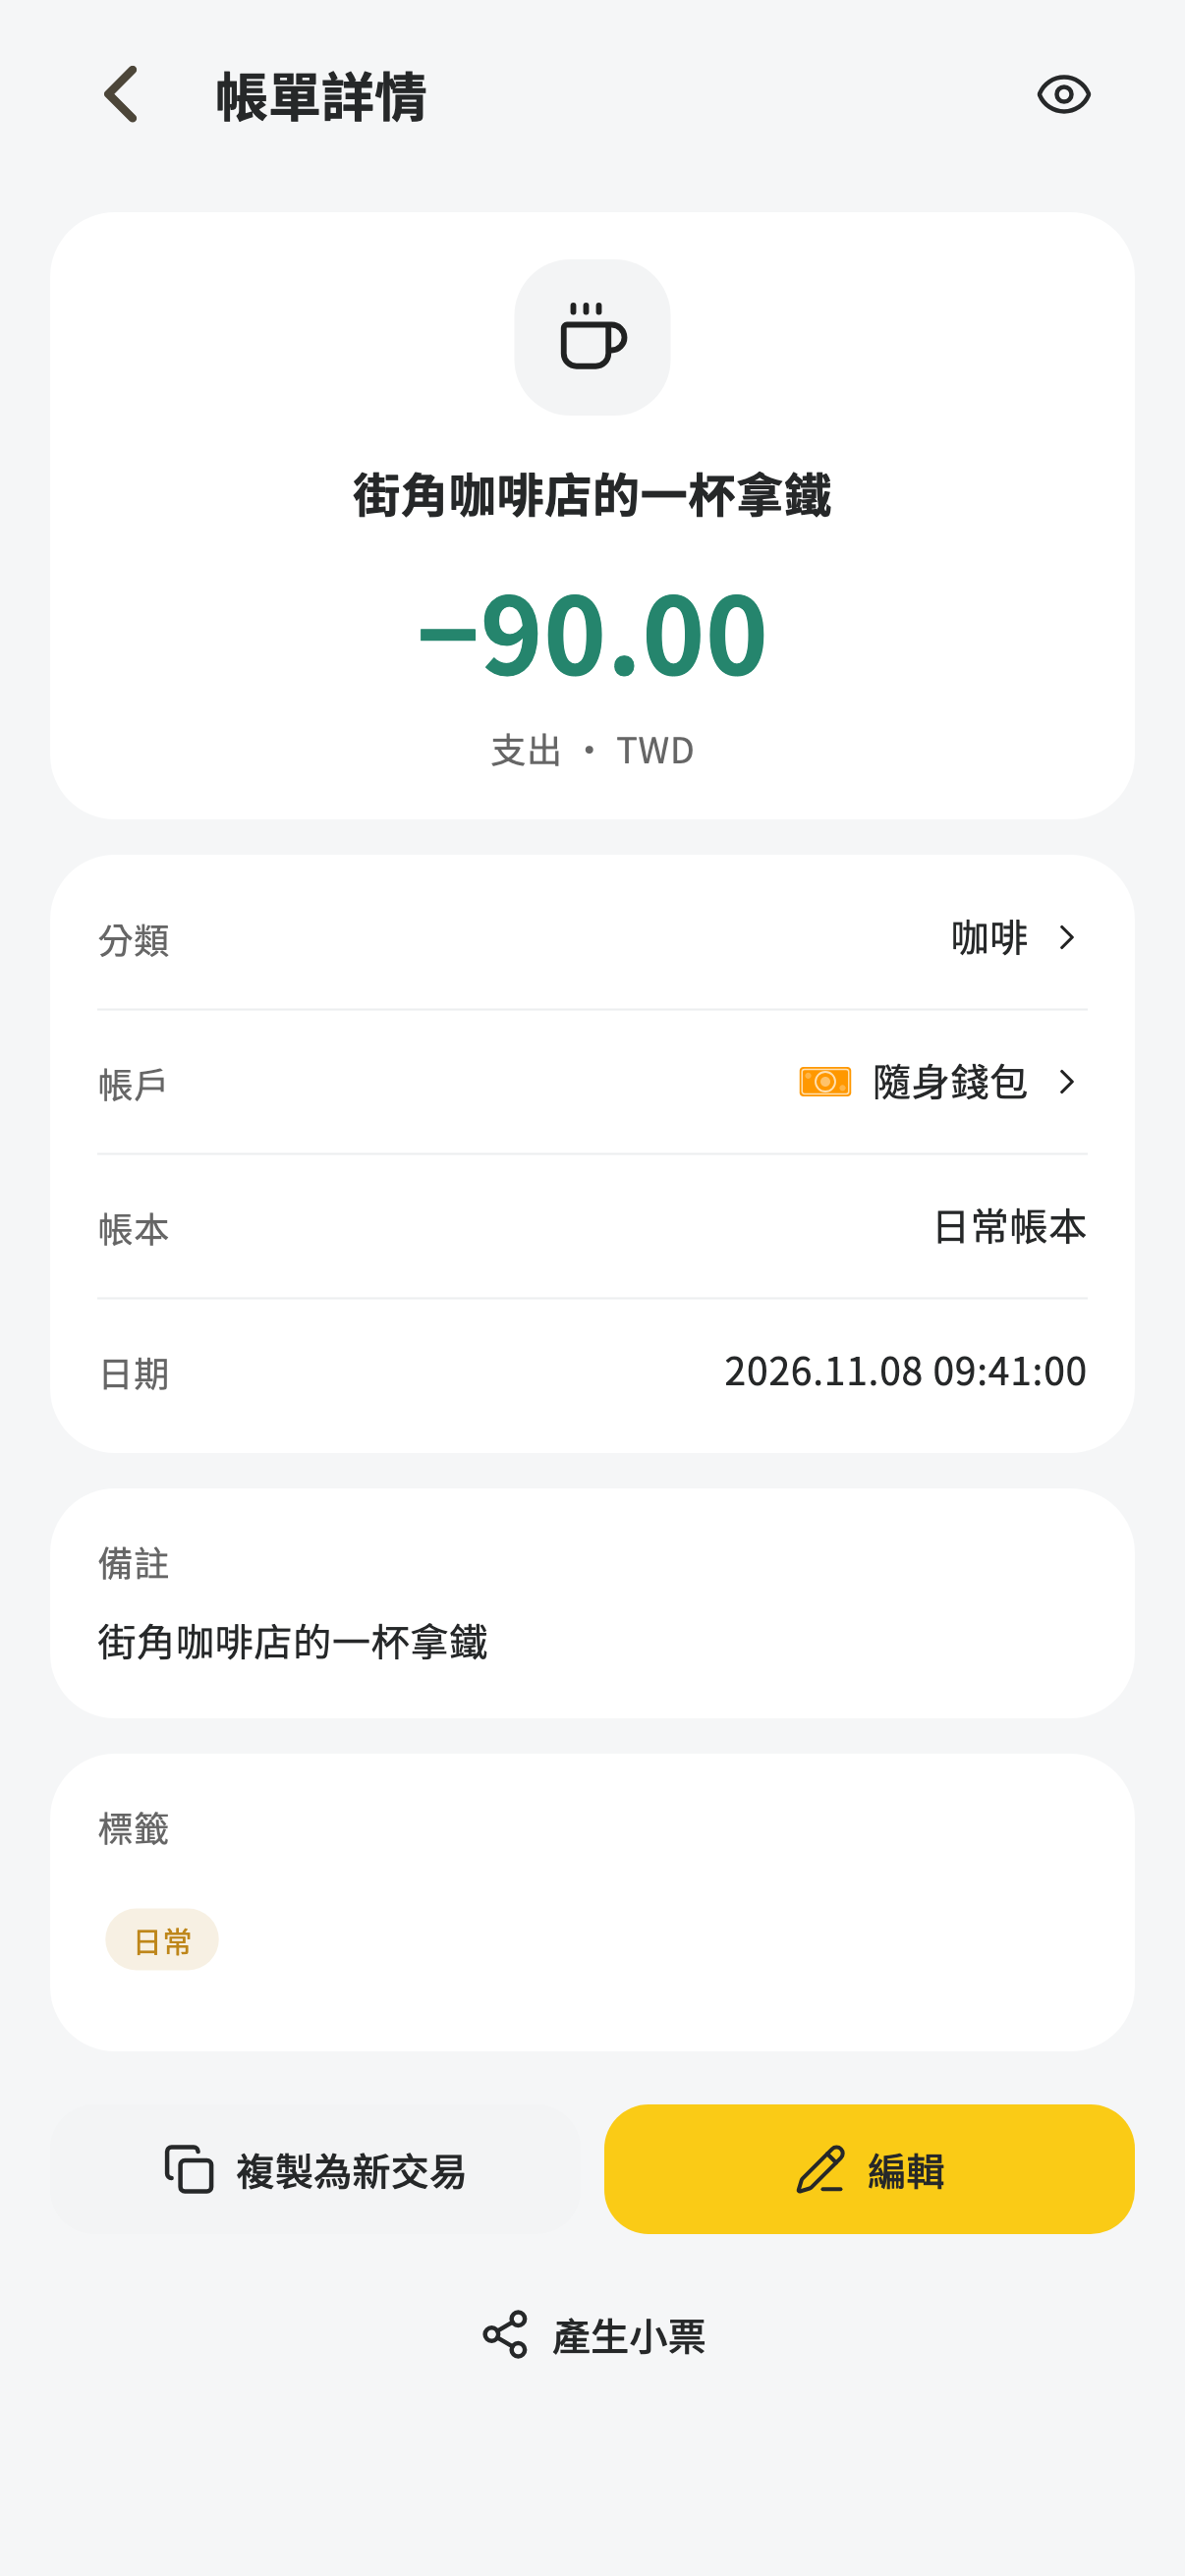 帳單詳情
街角咖啡店的一杯拿鐵
−90.00
支出 · TWD
分類 咖啡
帳戶 隨身錢包
帳本 日常帳本
日期 2026.11.08 09:41:00
備註
街角咖啡店的一杯拿鐵
標籤
日常
複製為新交易 編輯
產生小票